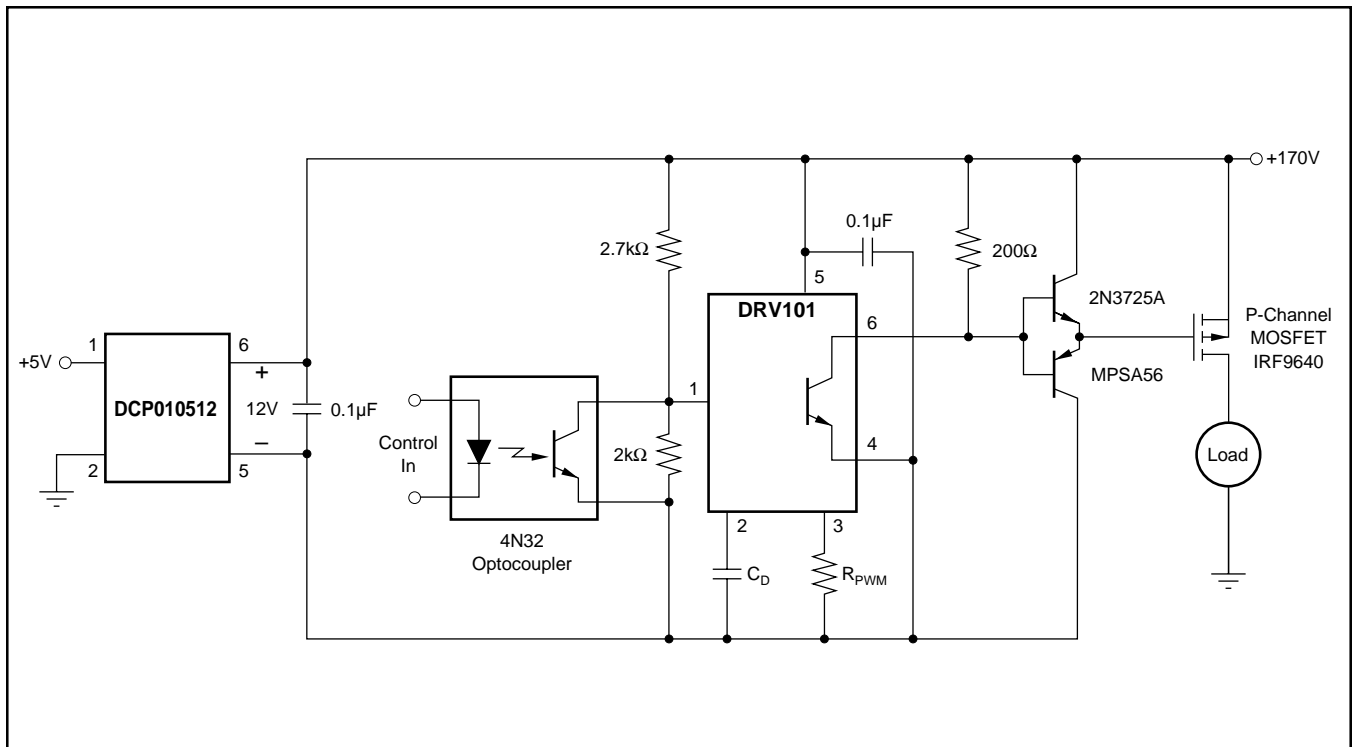 +170V
2.7kΩ
0.1µF
200Ω
5
DRV101
2N3725A
P-Channel
MOSFET
IRF9640
6
+5V
1
6
+
DCP010512
12V
0.1µF
–
2
5
1
MPSA56
Control
In
2kΩ
4
Load
2
3
4N32
Optocoupler
C_D
R_PWM